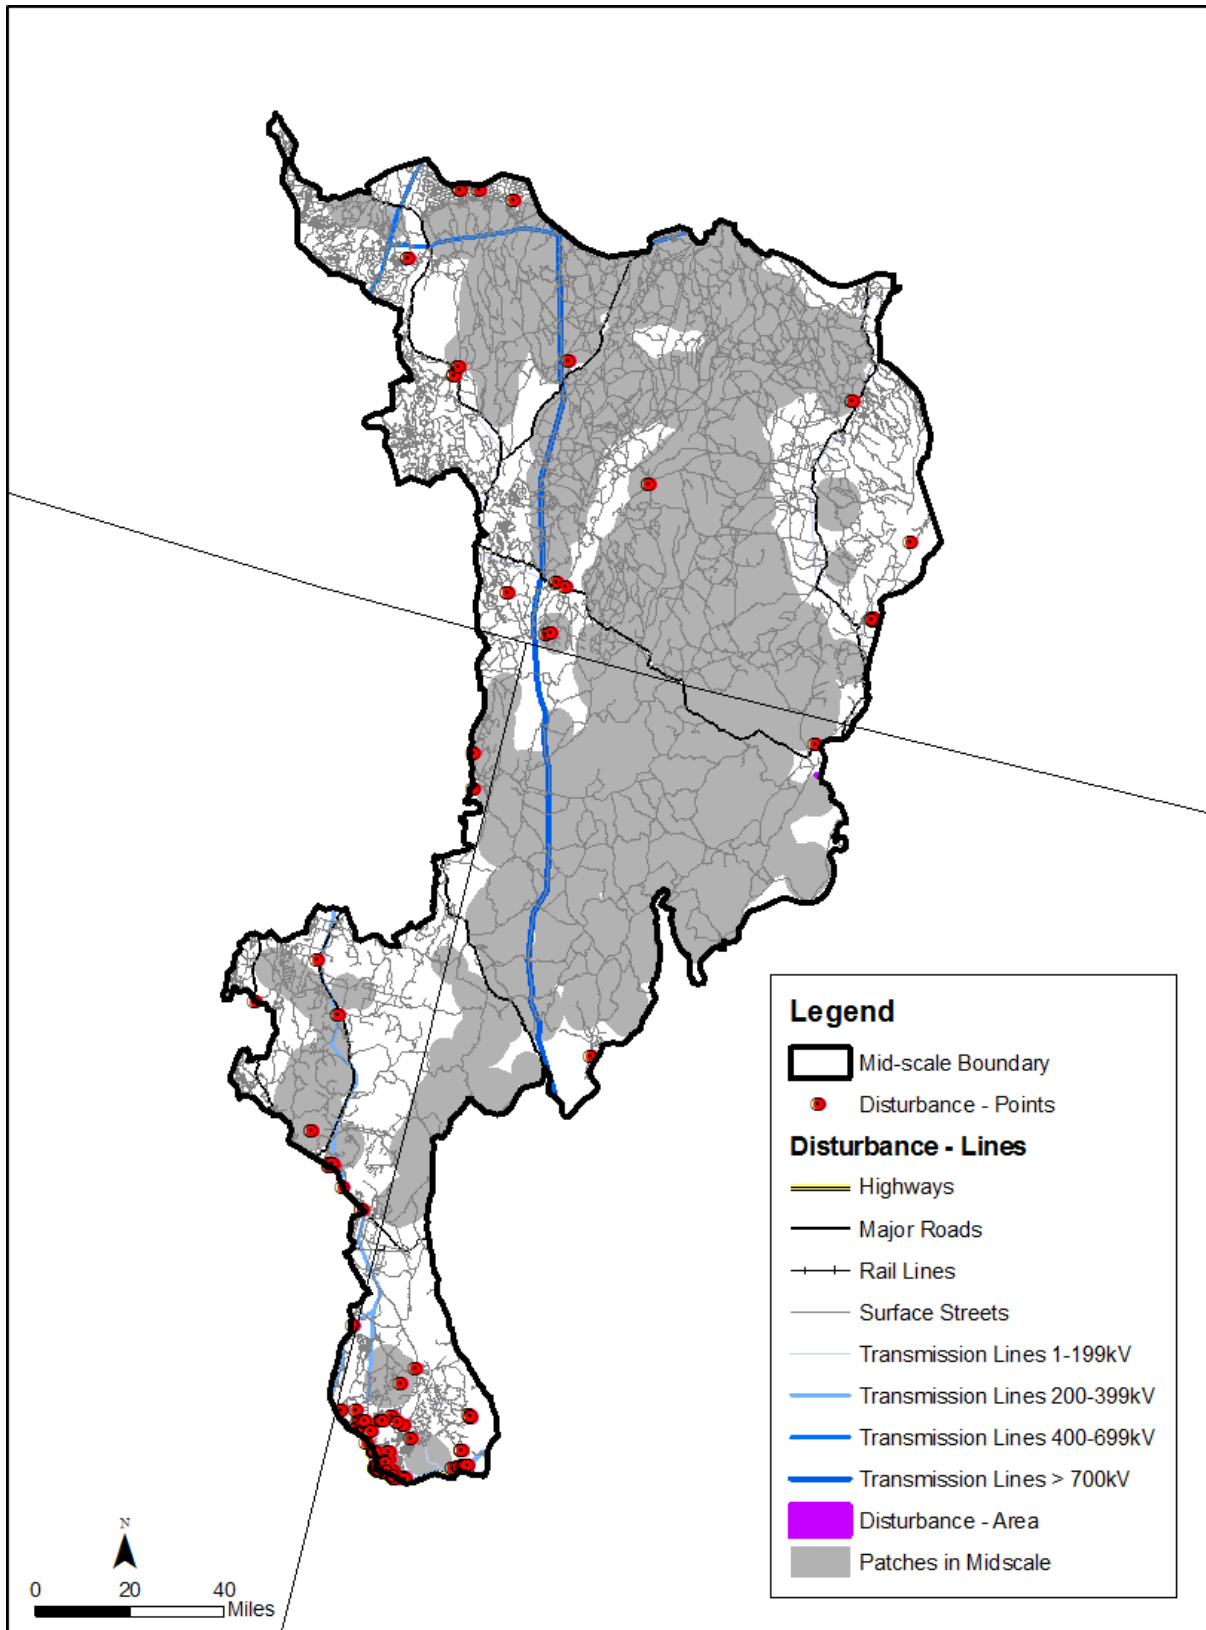 Legend
Mid-scale Boundary
Disturbance - Points
Disturbance - Lines
Highways
Major Roads
Rail Lines
Surface Streets
Transmission Lines 1-199kV
Transmission Lines 200-399kV
Transmission Lines 400-699kV
Transmission Lines > 700kV
Disturbance - Area
Patches in Midscale
N
0 20 40
Miles